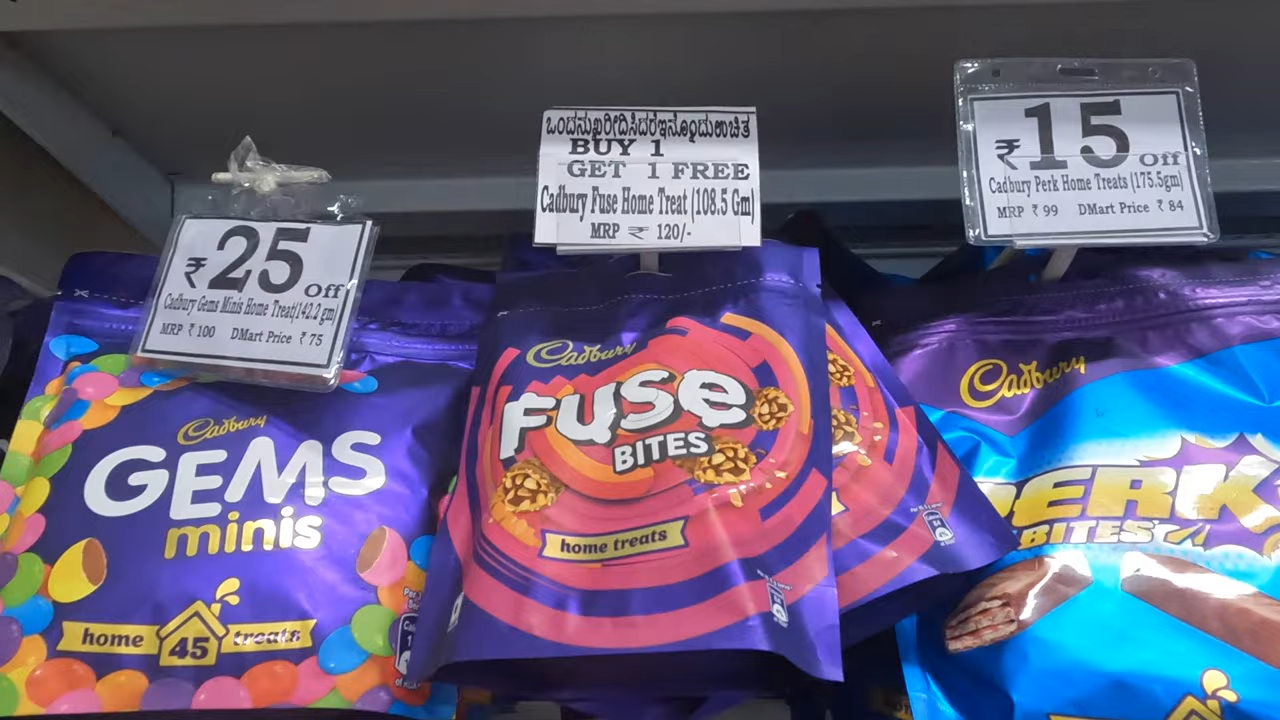 ₹25 Off
Cadbury Gems Minis Home Treat(142.2 gm)
MRP ₹100 DMart Price ₹75
ಒಂದನುಖರೀದಿಸಿದರೆಇನ್ನೊಂದುಉಚಿತ
BUY 1
GET 1 FREE
Cadbury Fuse Home Treat (108.5 Gm)
MRP ₹ 120/-
₹15 Off
Cadbury Perk Home Treats (175.5gm)
MRP ₹ 99 DMart Price ₹ 84
Cadbury
GEMS
minis
home 45 treats
Cadbury
FUSE
BITES
home treats
Cadbury
PERK
BITES